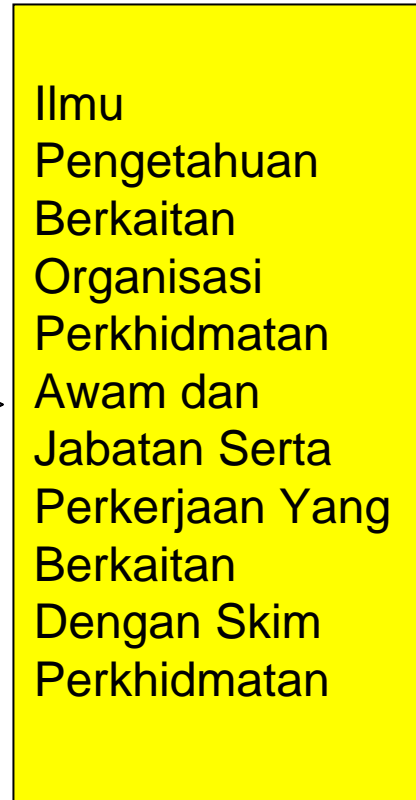 Ilmu
Pengetahuan
Berkaitan
Organisasi
Perkhidmatan
Awam dan
Jabatan Serta
Perkerjaan Yang
Berkaitan
Dengan Skim
Perkhidmatan